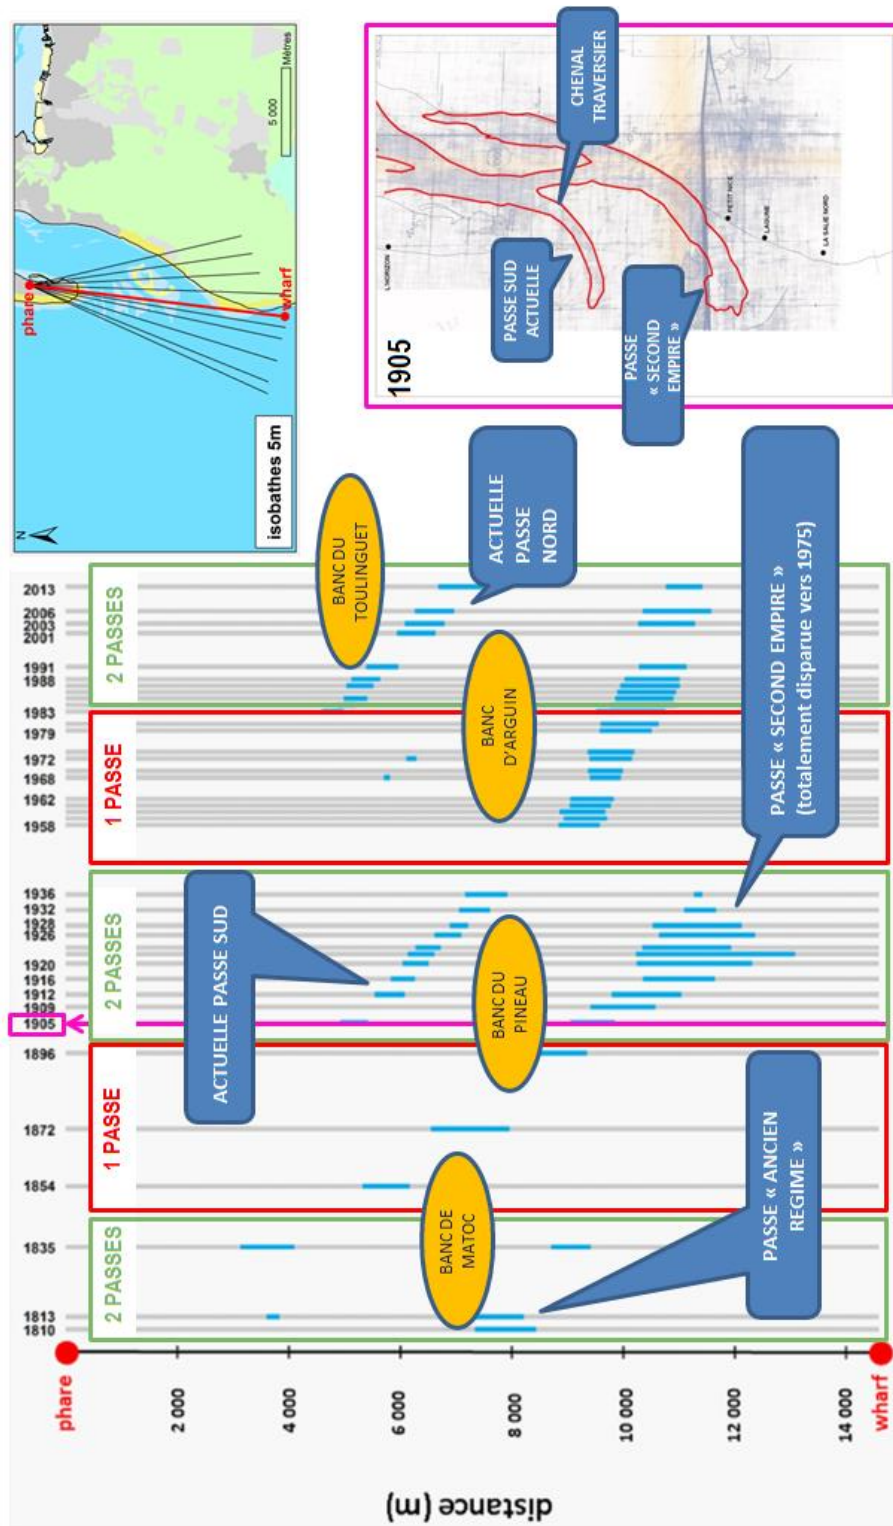 phare
wharf
distance (m)
2 000
4 000
6 000
8 000
10 000
12 000
14 000
1810
1813
1835
1854
1872
1896
1905
1909
1912
1916
1920
1926
1928
1932
1936
1958
1962
1968
1972
1979
1983
1988
1991
2001
2003
2006
2013
2 PASSES
1 PASSE
2 PASSES
1 PASSE
2 PASSES
ACTUELLE PASSE SUD
BANC DE
MATOC
BANC DU
PINEAU
BANC
D'ARGUIN
BANC DU
TOULINGUET
PASSE « ANCIEN
REGIME »
PASSE « SECOND EMPIRE »
(totalement disparue vers 1975)
ACTUELLE
PASSE
NORD
N
phare
wharf
isobathes 5m
5 000
Mètres
1905
L'HORIZON
PASSE SUD
ACTUELLE
CHENAL
TRAVERSIER
PASSE
« SECOND
EMPIRE »
PETIT NICE
LAGUNE
LA SALIE NORD